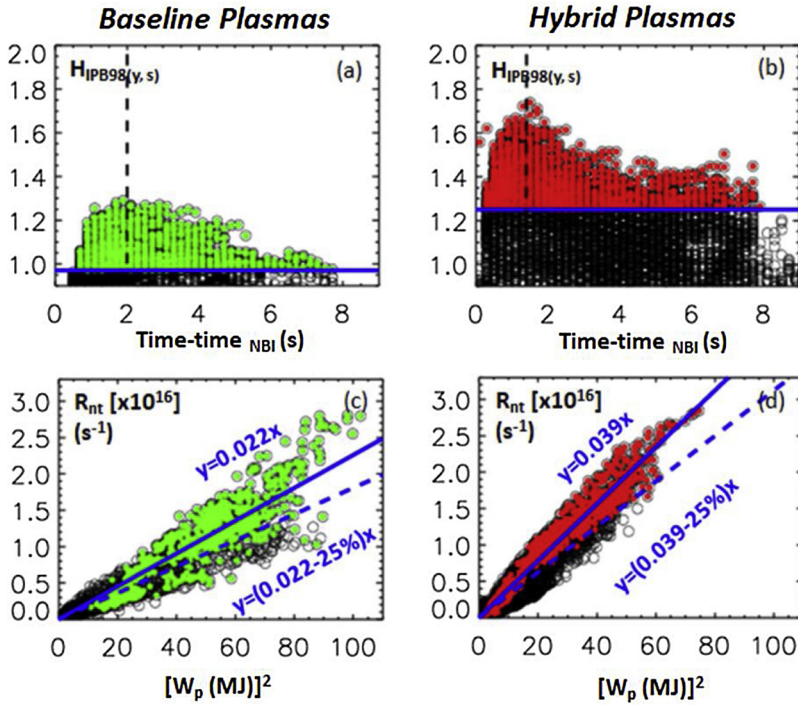 Baseline Plasmas
Hybrid Plasmas
2.0
1.8
1.6
1.4
1.2
1.0
H_IPB98(y, s)
(a)
0 2 4 6 8
Time-time NBI (s)
2.0
1.8
1.6
1.4
1.2
1.0
H_IPB98(y, s)
(b)
0 2 4 6 8
Time-time NBI (s)
3.0
2.5
2.0
1.5
1.0
0.5
0.0
R_nt [x10^16]
(s^-1)
(c)
y=0.022x
y=(0.022-25%)x
0 20 40 60 80 100
[W_p (MJ)]^2
3.0
2.5
2.0
1.5
1.0
0.5
0.0
R_nt [x10^16]
(s^-1)
(d)
y=0.039x
y=(0.039-25%)x
0 20 40 60 80 100
[W_p (MJ)]^2